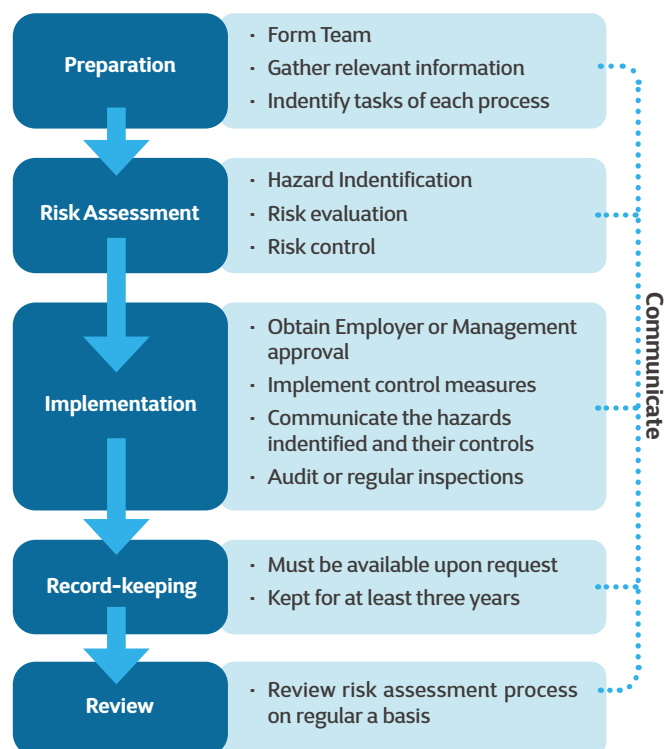 Preparation
· Form Team
· Gather relevant information
· Indentify tasks of each process
Risk Assessment
· Hazard Indentification
· Risk evaluation
· Risk control
Implementation
· Obtain Employer or Management
approval
· Implement control measures
· Communicate the hazards
indentified and their controls
· Audit or regular inspections
Record-keeping
· Must be available upon request
· Kept for at least three years
Review
· Review risk assessment process
on regular a basis
Communicate